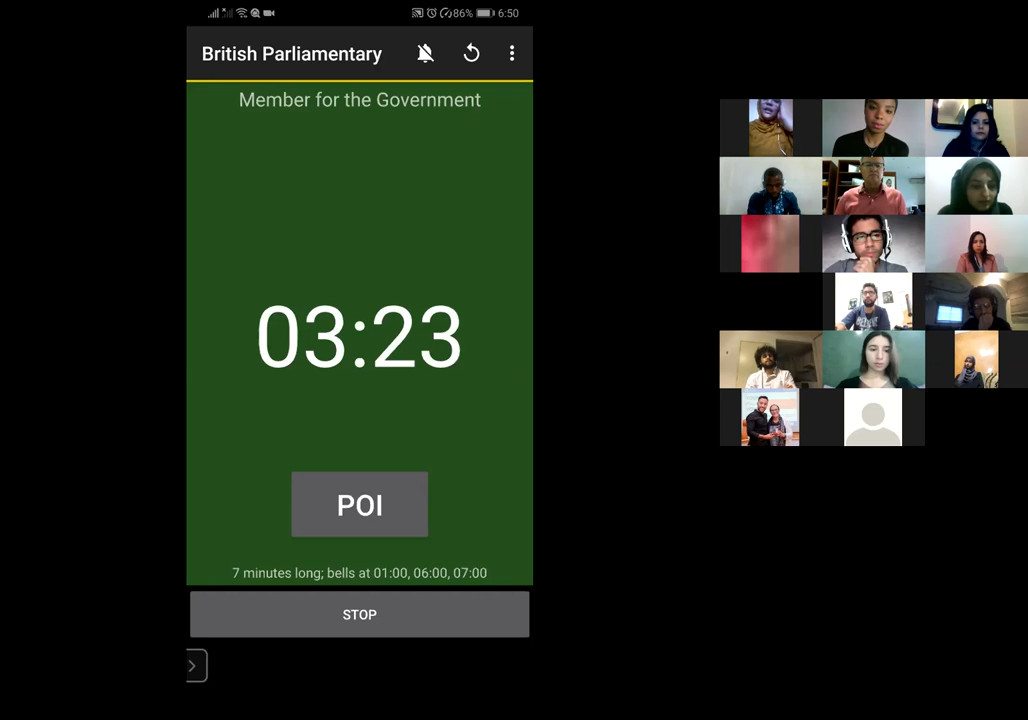 86% 6:50
British Parliamentary
Member for the Government
03:23
POI
7 minutes long; bells at 01:00, 06:00, 07:00
STOP